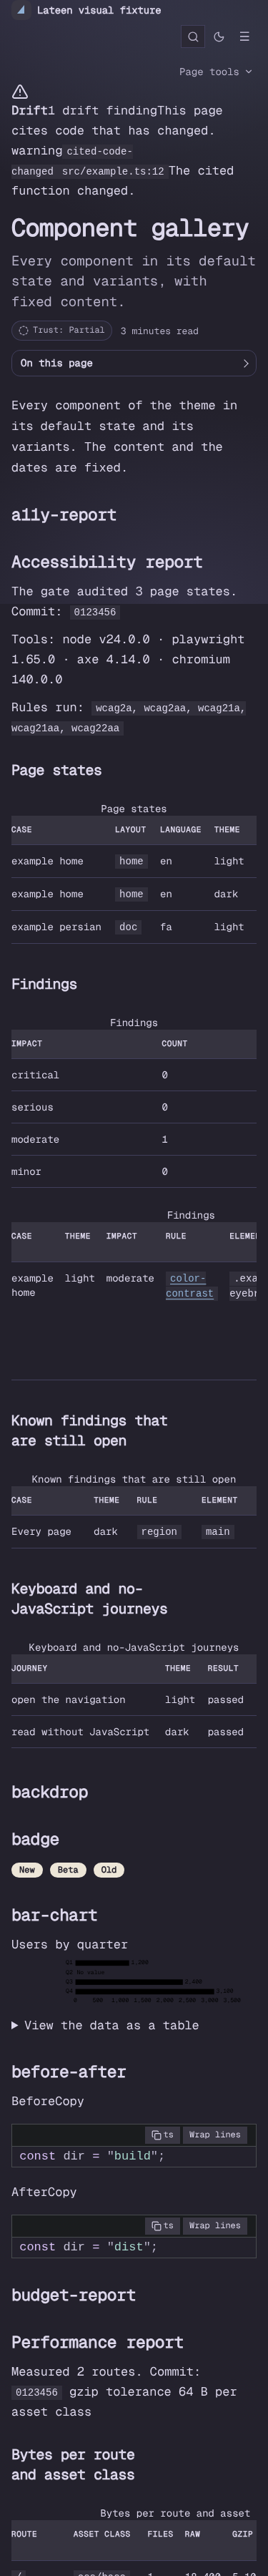 Lateen visual fixture
Page tools
Drift1 drift findingThis page
cites code that has changed.
warning cited-code-
changed src/example.ts:12 The cited
function changed.
Component gallery
Every component in its default
state and variants, with
fixed content.
Trust: Partial 3 minutes read
On this page
Every component of the theme in
its default state and its
variants. The content and the
dates are fixed.
a11y-report
Accessibility report
The gate audited 3 page states.
Commit: 0123456
Tools: node v24.0.0 · playwright
1.65.0 · axe 4.14.0 · chromium
140.0.0
Rules run: wcag2a, wcag2aa, wcag21a,
wcag21aa, wcag22aa
Page states
Page states
CASE LAYOUT LANGUAGE THEME
example home home en light
example home home en dark
example persian doc fa light
Findings
Findings
IMPACT COUNT
critical 0
serious 0
moderate 1
minor 0
Findings
CASE THEME IMPACT RULE ELEMEN
example light moderate color- .exa
home contrast eyebr
Known findings that
are still open
Known findings that are still open
CASE THEME RULE ELEMENT
Every page dark region main
Keyboard and no-
JavaScript journeys
Keyboard and no-JavaScript journeys
JOURNEY THEME RESULT
open the navigation light passed
read without JavaScript dark passed
backdrop
badge
New Beta Old
bar-chart
Users by quarter
View the data as a table
before-after
BeforeCopy
ts Wrap lines
const dir = "build";
AfterCopy
ts Wrap lines
const dir = "dist";
budget-report
Performance report
Measured 2 routes. Commit:
0123456 gzip tolerance 64 B per
asset class
Bytes per route
and asset class
Bytes per route and asset
ROUTE ASSET CLASS FILES RAW GZIP